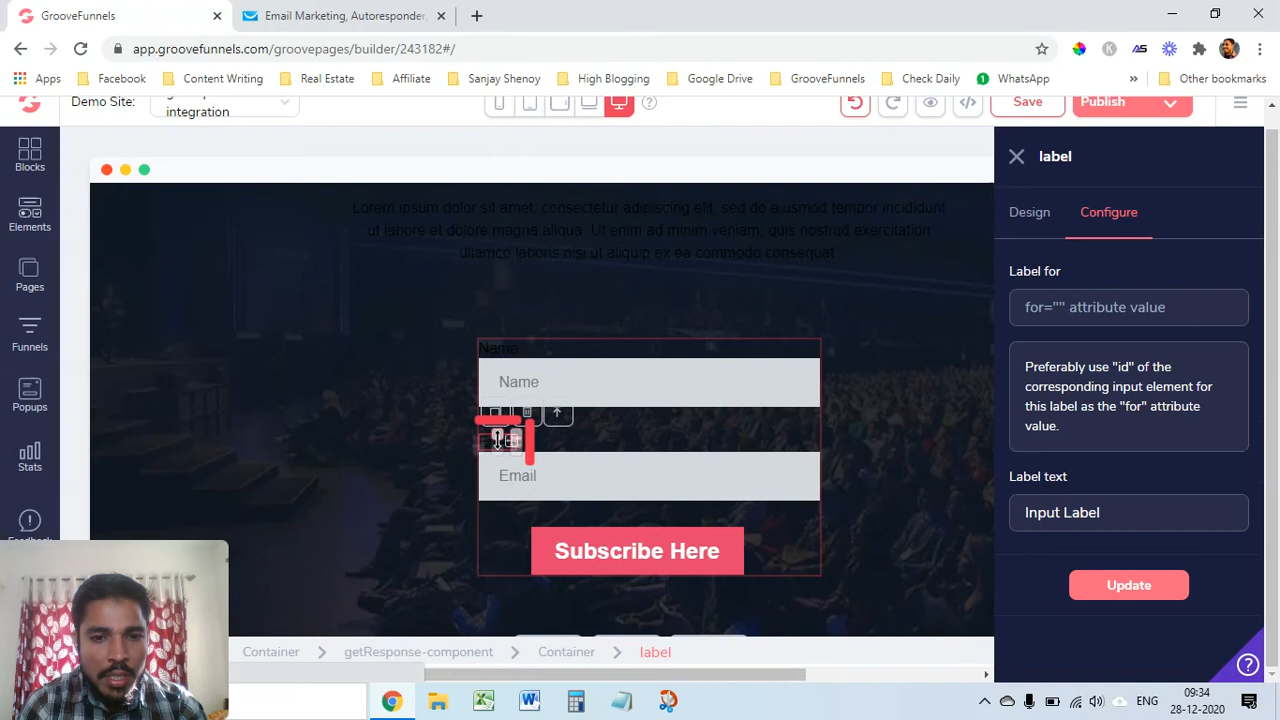 GrooveFunnels
Email Marketing, Autoresponder,
app.groovefunnels.com/groovepages/builder/243182#/
Apps
Facebook
Content Writing
Real Estate
Affiliate
Sanjay Shenoy
High Blogging
GoogleDrive
GrooveFunnels
Check Daily
1
WhatsApp
Other bookmarks
Demo Site:
integration
Save
Publish
Blocks
Elements
Pages
Funnels
Popups
Stats
Lorem ipsum dolor sit amet, consectetur adipiscing elit, sed do eiusmod tempor incididunt
ut labore et dolore magna aliqua. Ut enim ad minim veniam, quis nostrud exercitation
ullamco laboris nisi ut aliquip ex ea commodo consequat.
Name
Name
Email
Subscribe Here
label
Design
Configure
Label for
for="" attribute value
Preferably use "id" of the
corresponding input element for
this label as the "for" attribute
value.
Label text
Input Label
Update
Container
getResponse-component
Container
label
ENG
09:34
28-12-2020